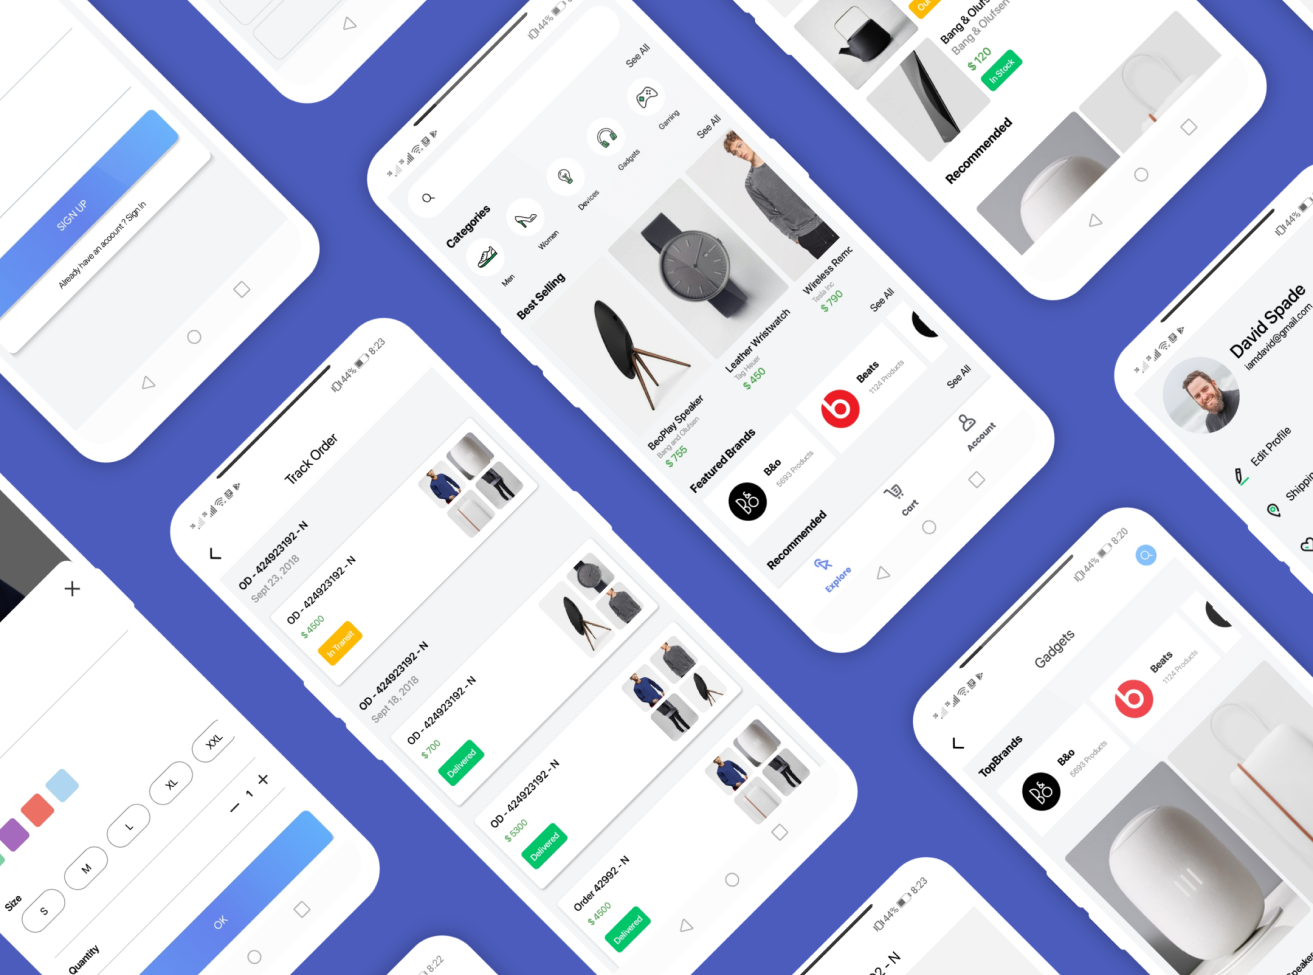 SIGN UP
Already have an acoount ? Sign In
44%
See All
Categories
Men
Women
Devices
Gadgets
Gaming
Best Selling
See All
BeoPlay Speaker
Bang and Olufsen
$ 755
Leather Wristwatch
Tag Heuer
$ 450
Wireless Remo
Tesla Inc
$ 790
Featured Brands
See All
B&O
B&o
5693 Products
b
Beats
1124 Products
Recommended
See All
Explore
Cart
Account
Bang & Olufs
Bang & Olufsen
$ 120
In Stock
Recommended
44%
David Spade
iamdavid@gmail.com
Edit Profile
Shippin
44% 8:23
Track Order
OD - 424923192 - N
Sept 23, 2018
OD - 424923192 - N
$ 4500
In Transit
OD - 424923192 - N
Sept 18, 2018
OD - 424923192 - N
$ 700
Delivered
OD - 424923192 - N
$ 5300
Delivered
Order 42992 - N
$ 4500
Delivered
Size
S
M
L
XL
XXL
Quantity
1
OK
44% 8:20
Gadgets
TopBrands
B&O
B&o
5693 Products
b
Beats
1124 Products
44% 8:23
92 - N
8:22